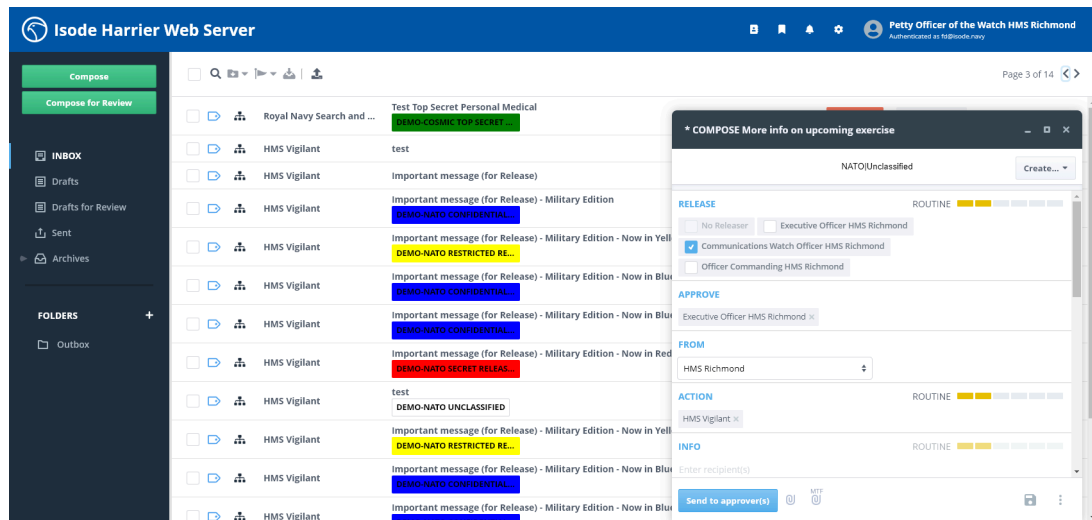 Isode Harrier Web Server
Petty Officer of the Watch HMS Richmond
Authenticated as fd@isode.navy
Compose
Compose for Review
INBOX
Drafts
Drafts for Review
Sent
Archives
FOLDERS +
Outbox
Page 3 of 14
Royal Navy Search and ...
Test Top Secret Personal Medical
DEMO-COSMIC TOP SECRET ...
HMS Vigilant
test
HMS Vigilant
Important message (for Release)
HMS Vigilant
Important message (for Release) - Military Edition
DEMO-NATO CONFIDENTIAL...
HMS Vigilant
Important message (for Release) - Military Edition - Now in Yell
DEMO-NATO RESTRICTED RE...
HMS Vigilant
Important message (for Release) - Military Edition - Now in Blue
DEMO-NATO CONFIDENTIAL...
HMS Vigilant
Important message (for Release) - Military Edition - Now in Blue
DEMO-NATO CONFIDENTIAL...
HMS Vigilant
Important message (for Release) - Military Edition - Now in Red
DEMO-NATO SECRET RELEAS...
HMS Vigilant
test
DEMO-NATO UNCLASSIFIED
HMS Vigilant
Important message (for Release) - Military Edition - Now in Yell
DEMO-NATO RESTRICTED RE...
HMS Vigilant
Important message (for Release) - Military Edition - Now in Blue
DEMO-NATO CONFIDENTIAL...
HMS Vigilant
Important message (for Release) - Military Edition - Now in Blue
* COMPOSE More info on upcoming exercise
NATO|Unclassified
Create...
RELEASE ROUTINE
No Releaser Executive Officer HMS Richmond
Communications Watch Officer HMS Richmond
Officer Commanding HMS Richmond
APPROVE
Executive Officer HMS Richmond ×
FROM
HMS Richmond
ACTION ROUTINE
HMS Vigilant ×
INFO ROUTINE
Enter recipient(s)
Send to approver(s) MTF